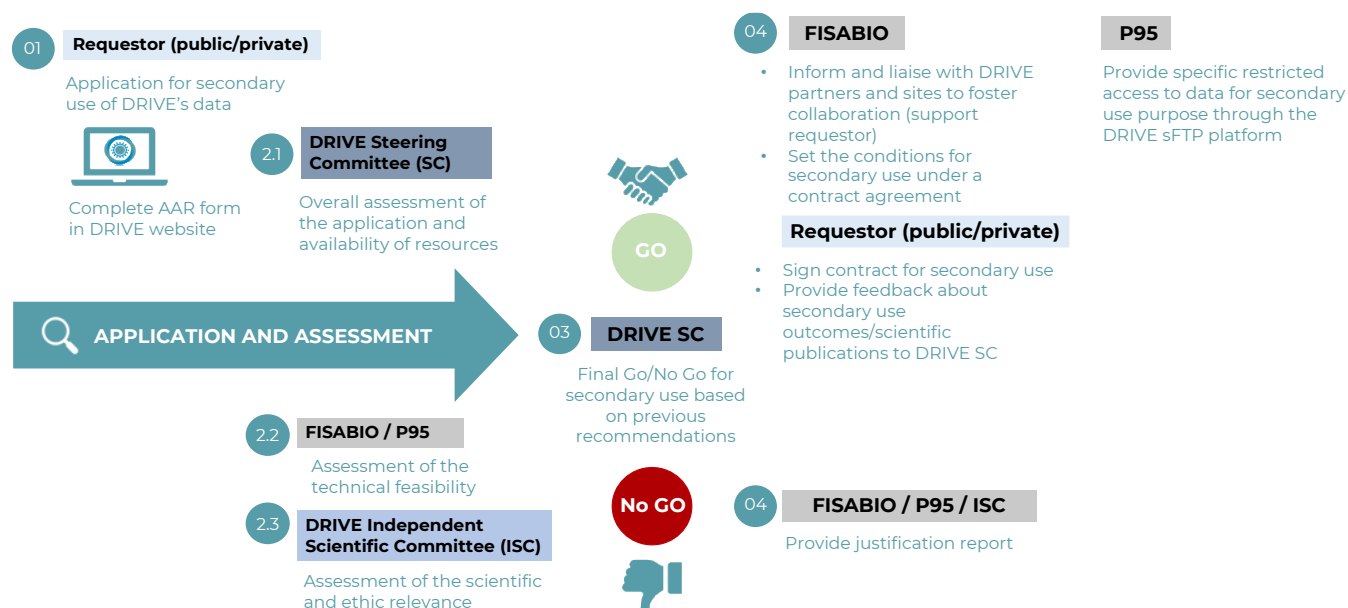 01
Requestor (public/private)
Application for secondary
use of DRIVE's data
Complete AAR form
in DRIVE website
2.1
DRIVE Steering
Committee (SC)
Overall assessment of
the application and
availability of resources
APPLICATION AND ASSESSMENT
2.2
FISABIO / P95
Assessment of the
technical feasibility
2.3
DRIVE Independent
Scientific Committee (ISC)
Assessment of the scientific
and ethic relevance
GO
03
DRIVE SC
Final Go/No Go for
secondary use based
on previous
recommendations
No GO
04
FISABIO
• Inform and liaise with DRIVE
partners and sites to foster
collaboration (support
requestor)
• Set the conditions for
secondary use under a
contract agreement
Requestor (public/private)
• Sign contract for secondary use
• Provide feedback about
secondary use
outcomes/scientific
publications to DRIVE SC
P95
Provide specific restricted
access to data for secondary
use purpose through the
DRIVE sFTP platform
04
FISABIO / P95 / ISC
Provide justification report